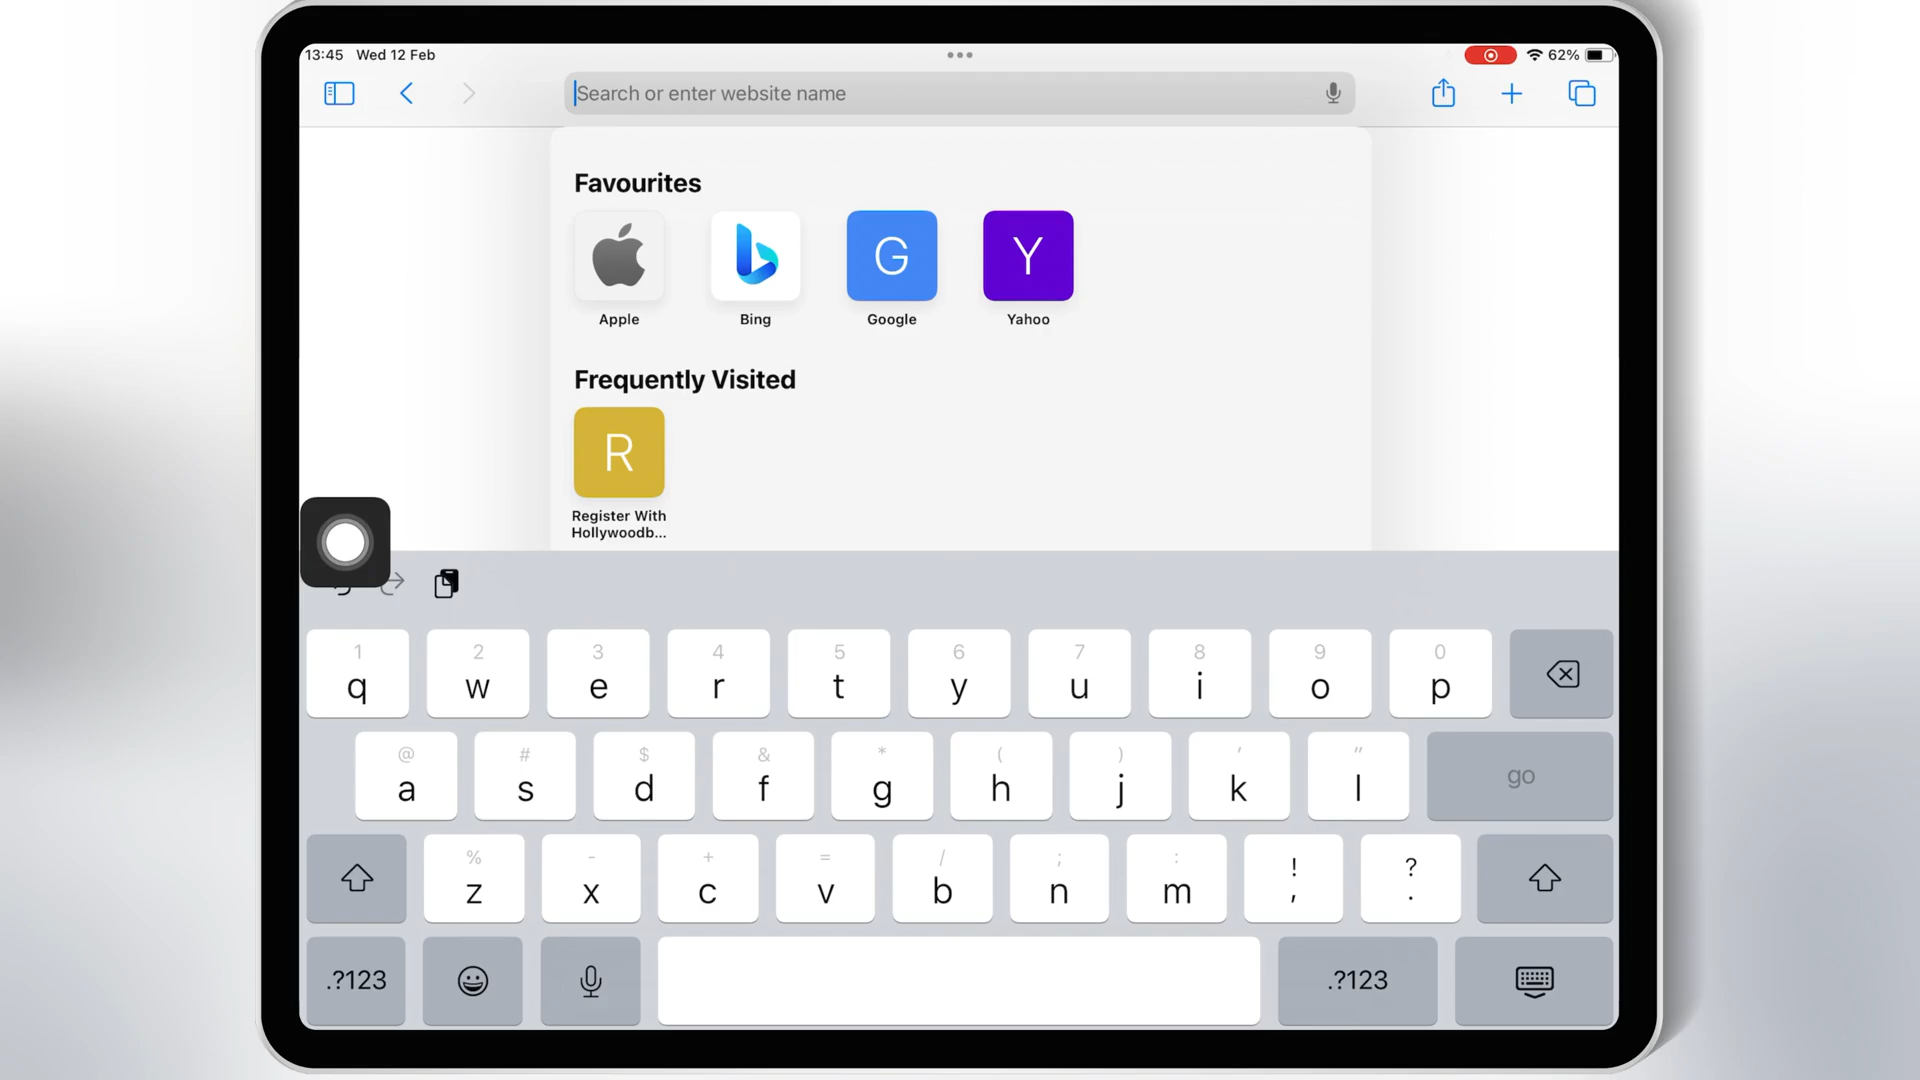 13:45 Wed 12 Feb
62%
Search or enter website name
Favourites
Apple Bing Google Yahoo
G Y
Frequently Visited
R
Register With
Hollywoodb...
1 2 3 4 5 6 7 8 9 0
q w e r t y u i o p
@ # $ & * ( ) ' "
a s d f g h j k l go
% - + = / ; : ! ?
z x c v b n m , .
.?123 .?123